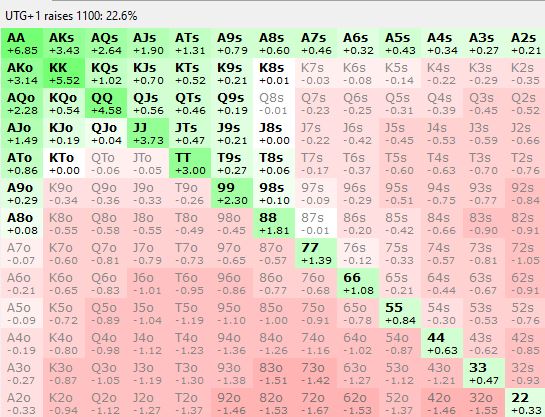 UTG+1 raises 1100: 22.6%
AA AKs AQs AJs ATs A9s A8s A7s A6s A5s A4s A3s A2s
+6.85 +3.43 +2.64 +1.90 +1.31 +0.79 +0.60 +0.46 +0.32 +0.43 +0.34 +0.27 +0.21
AKo KK KQs KJs KTs K9s K8s K7s K6s K5s K4s K3s K2s
+3.14 +5.52 +1.02 +0.70 +0.52 +0.21 +0.01 -0.03 -0.08 -0.14 -0.22 -0.29 -0.35
AQo KQo QQ QJs QTs Q9s Q8s Q7s Q6s Q5s Q4s Q3s Q2s
+2.28 +0.54 +4.58 +0.56 +0.46 +0.19 -0.01 -0.23 -0.25 -0.31 -0.39 -0.45 -0.52
AJo KJo QJo JJ JTs J9s J8s J7s J6s J5s J4s J3s J2s
+1.49 +0.19 +0.04 +3.73 +0.47 +0.21 +0.00 -0.22 -0.42 -0.45 -0.53 -0.59 -0.66
ATo KTo QTo JTo TT T9s T8s T7s T6s T5s T4s T3s T2s
+0.86 +0.00 -0.06 -0.05 +3.00 +0.27 +0.06 -0.17 -0.37 -0.60 -0.63 -0.70 -0.76
A9o K9o Q9o J9o T9o 99 98s 97s 96s 95s 94s 93s 92s
+0.29 -0.34 -0.36 -0.33 -0.26 +2.30 +0.10 -0.09 -0.29 -0.51 -0.75 -0.77 -0.84
A8o K8o Q8o J8o T8o 98o 88 87s 86s 85s 84s 83s 82s
+0.08 -0.55 -0.58 -0.55 -0.49 -0.45 +1.81 -0.01 -0.20 -0.42 -0.66 -0.90 -0.91
A7o K7o Q7o J7o T7o 97o 87o 77 76s 75s 74s 73s 72s
-0.07 -0.60 -0.81 -0.79 -0.73 -0.65 -0.57 +1.39 -0.12 -0.33 -0.57 -0.81 -1.05
A6o K6o Q6o J6o T6o 96o 86o 76o 66 65s 64s 63s 62s
-0.21 -0.65 -0.83 -1.01 -0.95 -0.86 -0.77 -0.68 +1.08 -0.21 -0.44 -0.67 -0.91
A5o K5o Q5o J5o T5o 95o 85o 75o 65o 55 54s 53s 52s
-0.09 -0.72 -0.89 -1.04 -1.19 -1.10 -1.00 -0.91 -0.78 +0.84 -0.30 -0.53 -0.76
A4o K4o Q4o J4o T4o 94o 84o 74o 64o 54o 44 43s 42s
-0.19 -0.80 -0.98 -1.12 -1.23 -1.36 -1.26 -1.16 -1.02 -0.87 +0.63 -0.62 -0.85
A3o K3o Q3o J3o T3o 93o 83o 73o 63o 53o 43o 33 32s
-0.27 -0.87 -1.05 -1.19 -1.30 -1.38 -1.51 -1.42 -1.27 -1.12 -1.21 +0.47 -0.93
A2o K2o Q2o J2o T2o 92o 82o 72o 62o 52o 42o 32o 22
-0.33 -0.94 -1.12 -1.27 -1.37 -1.46 -1.53 -1.67 -1.53 -1.37 -1.46 -1.55 +0.33